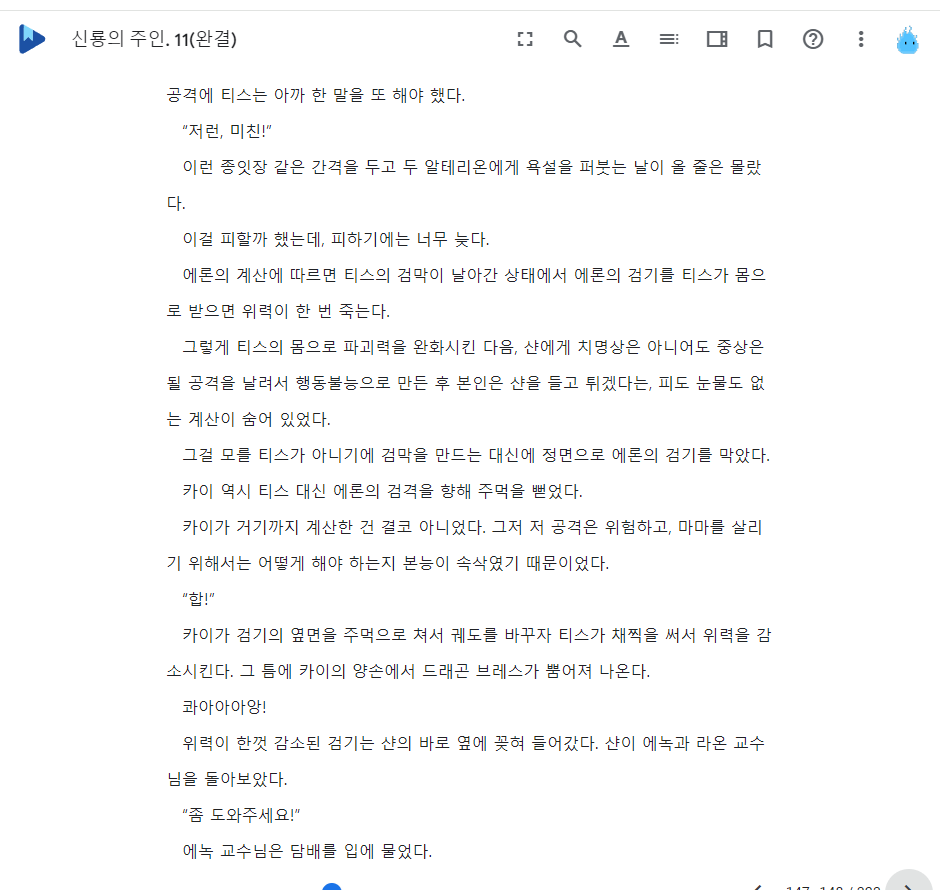 신룡의 주인. 11(완결)
공격에 티스는 아까 한 말을 또 해야 했다.
“저런, 미친!”
이런 종잇장 같은 간격을 두고 두 알테리온에게 욕설을 퍼붓는 날이 올 줄은 몰랐
다.
이걸 피할까 했는데, 피하기에는 너무 늦다.
에론의 계산에 따르면 티스의 검막이 날아간 상태에서 에론의 검기를 티스가 몸으
로 받으면 위력이 한 번 죽는다.
그렇게 티스의 몸으로 파괴력을 완화시킨 다음, 샨에게 치명상은 아니어도 중상은
될 공격을 날려서 행동불능으로 만든 후 본인은 샨을 들고 튀겠다는, 피도 눈물도 없
는 계산이 숨어 있었다.
그걸 모를 티스가 아니기에 검막을 만드는 대신에 정면으로 에론의 검기를 막았다.
카이 역시 티스 대신 에론의 검격을 향해 주먹을 뻗었다.
카이가 거기까지 계산한 건 결코 아니었다. 그저 저 공격은 위험하고, 마마를 살리
기 위해서는 어떻게 해야 하는지 본능이 속삭였기 때문이었다.
“합!”
카이가 검기의 옆면을 주먹으로 쳐서 궤도를 바꾸자 티스가 채찍을 써서 위력을 감
소시킨다. 그 틈에 카이의 양손에서 드래곤 브레스가 뿜어져 나온다.
콰아아아앙!
위력이 한껏 감소된 검기는 샨의 바로 옆에 꽂혀 들어갔다. 샨이 에녹과 라온 교수
님을 돌아보았다.
“좀 도와주세요!”
에녹 교수님은 담배를 입에 물었다.